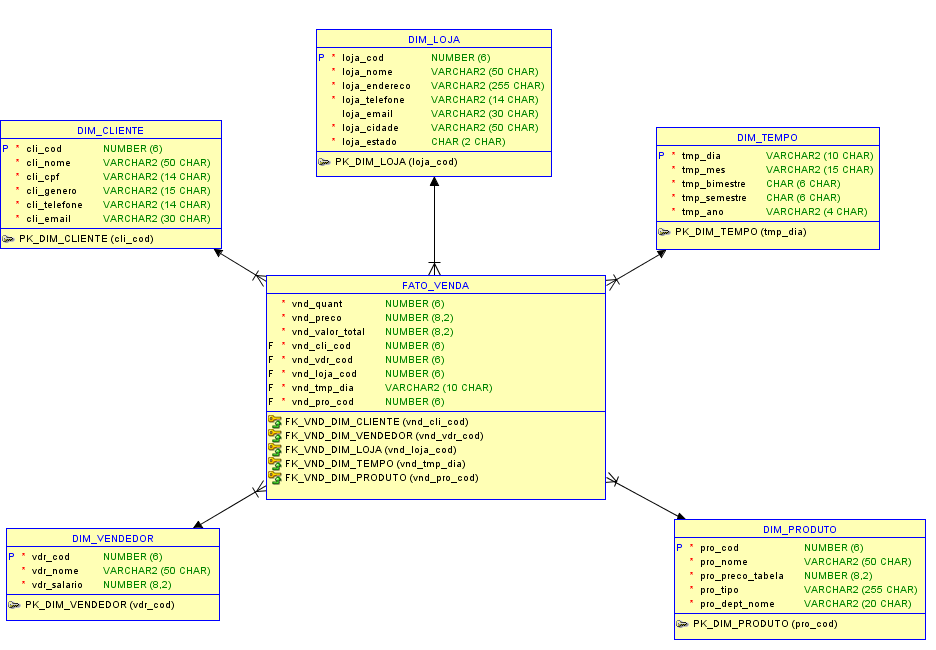 DIM_LOJA
P * loja_cod NUMBER (6)
* loja_nome VARCHAR2 (50 CHAR)
* loja_endereco VARCHAR2 (255 CHAR)
* loja_telefone VARCHAR2 (14 CHAR)
loja_email VARCHAR2 (30 CHAR)
* loja_cidade VARCHAR2 (50 CHAR)
* loja_estado CHAR (2 CHAR)
PK_DIM_LOJA (loja_cod)
DIM_CLIENTE
P * cli_cod NUMBER (6)
* cli_nome VARCHAR2 (50 CHAR)
* cli_cpf VARCHAR2 (14 CHAR)
* cli_genero VARCHAR2 (15 CHAR)
* cli_telefone VARCHAR2 (14 CHAR)
* cli_email VARCHAR2 (30 CHAR)
PK_DIM_CLIENTE (cli_cod)
DIM_TEMPO
P * tmp_dia VARCHAR2 (10 CHAR)
* tmp_mes VARCHAR2 (15 CHAR)
* tmp_bimestre CHAR (6 CHAR)
* tmp_semestre CHAR (6 CHAR)
* tmp_ano VARCHAR2 (4 CHAR)
PK_DIM_TEMPO (tmp_dia)
FATO_VENDA
* vnd_quant NUMBER (6)
* vnd_preco NUMBER (8,2)
* vnd_valor_total NUMBER (8,2)
F * vnd_cli_cod NUMBER (6)
F * vnd_vdr_cod NUMBER (6)
F * vnd_loja_cod NUMBER (6)
F * vnd_tmp_dia VARCHAR2 (10 CHAR)
F * vnd_pro_cod NUMBER (6)
FK_VND_DIM_CLIENTE (vnd_cli_cod)
FK_VND_DIM_VENDEDOR (vnd_vdr_cod)
FK_VND_DIM_LOJA (vnd_loja_cod)
FK_VND_DIM_TEMPO (vnd_tmp_dia)
FK_VND_DIM_PRODUTO (vnd_pro_cod)
DIM_VENDEDOR
P * vdr_cod NUMBER (6)
* vdr_nome VARCHAR2 (50 CHAR)
* vdr_salario NUMBER (8,2)
PK_DIM_VENDEDOR (vdr_cod)
DIM_PRODUTO
P * pro_cod NUMBER (6)
* pro_nome VARCHAR2 (50 CHAR)
* pro_preco_tabela NUMBER (8,2)
* pro_tipo VARCHAR2 (255 CHAR)
* pro_dept_nome VARCHAR2 (20 CHAR)
PK_DIM_PRODUTO (pro_cod)